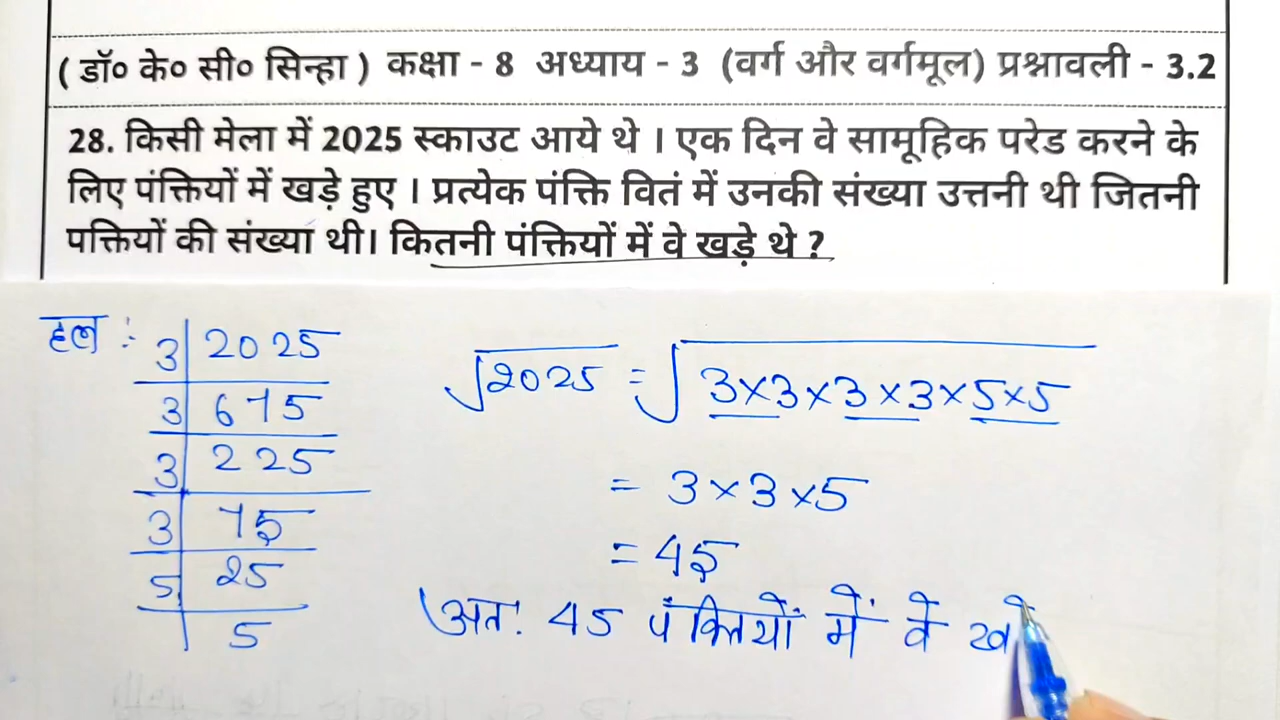 ( डॉ० के० सी० सिन्हा ) कक्षा - 8 अध्याय - 3 (वर्ग और वर्गमूल) प्रश्नावली - 3.2
28. किसी मेला में 2025 स्काउट आये थे । एक दिन वे सामूहिक परेड करने के
लिए पंक्तियों में खड़े हुए । प्रत्येक पंक्ति वितं में उनकी संख्या उत्तनी थी जितनी
पक्तियों की संख्या थी। कितनी पंक्तियों में वे खड़े थे ?
हल :
3 | 2025
3 | 675
3 | 225
3 | 75
5 | 25
5
√2025 = √3×3×3×3×5×5
= 3×3×5
= 45
अत: 45 पंक्तियों में वे ख